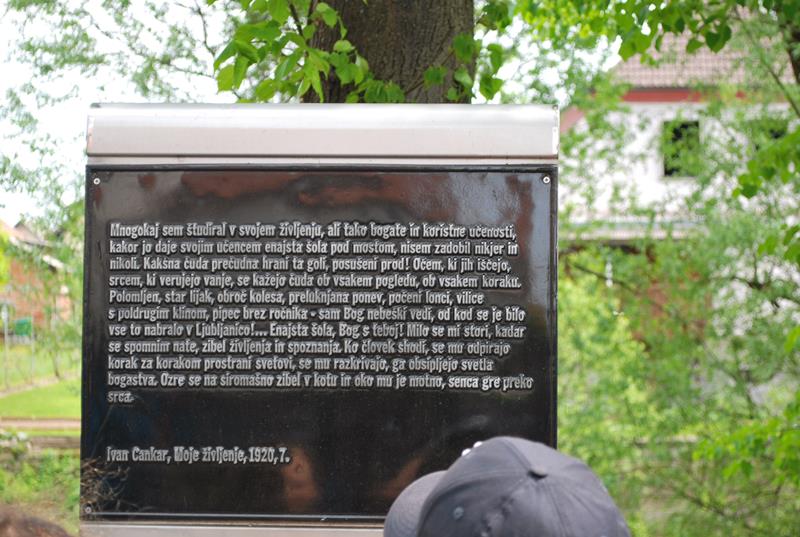 Mnogokaj sem študiral v svojem življenju, ali tako bogate in koristne učenosti,
kakor jo daje svojim učencem enajsta šola pod mostom, nisem zadobil nikjer in
nikoli. Kakšna čuda prečudna hrani ta goli, posušeni prod! Očem, ki jih iščejo,
srcem, ki verujejo vanje, se kažejo čuda ob vsakem pogledu, ob vsakem koraku.
Polomljen, star lijak, obroč kolesa, preluknjana ponev, počeni lonci, vilice
s poldrugim klinom, pipec brez ročnika - sam Bog nebeški vedi, od kod se je bilo
vse to nabralo v Ljubljanico!... Enajsta šola, Bog s teboj! Milo se mi stori, kadar
se spomnim nate, zibel življenja in spoznanja. Ko človek shodi, se mu odpirajo
korak za korakom prostrani svetovi, se mu razkrivajo, ga obsipljejo svetla
bogastva. Ozre se na siromašno zibel v kotu in oko mu je motno, senca gre preko
srca.
Ivan Cankar, Moje življenje, 1920, 7.